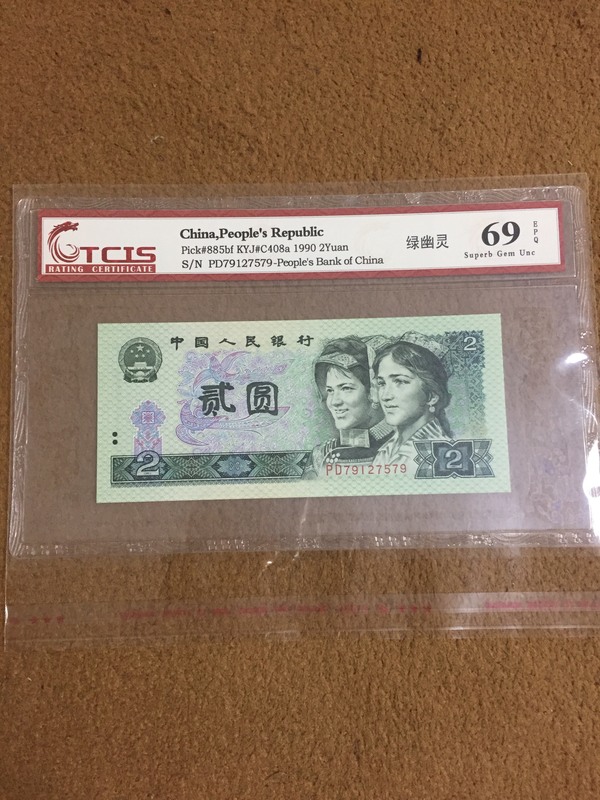 TCIS
RATING CERTIFICATE
China,People's Republic
Pick#885bf KYJ#C408a 1990 2Yuan
S/N PD79127579-People's Bank of China
绿幽灵
69
EPQ
Superb Gem Unc
中国人民银行
2
贰圆
2
PD79127579
2